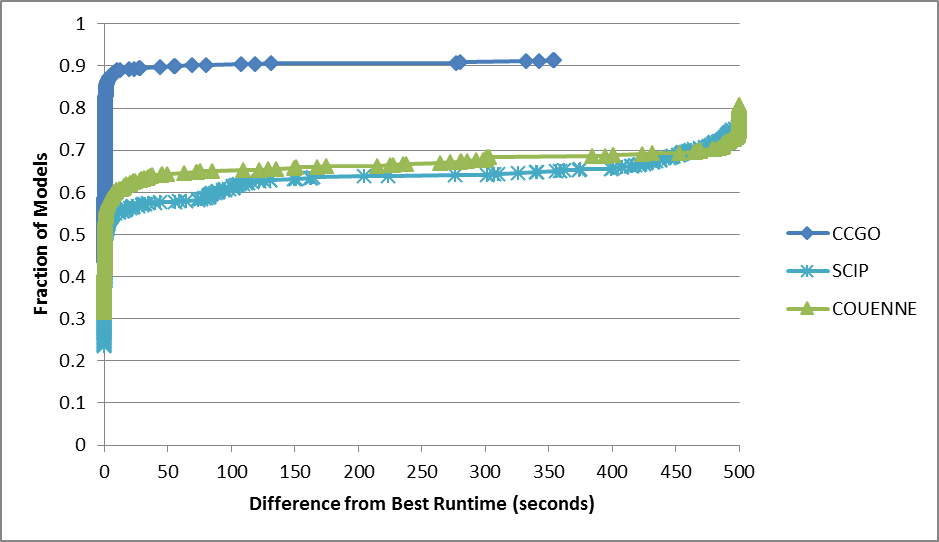 1
0.9
0.8
0.7
0.6
0.5
0.4
0.3
0.2
0.1
0
Fraction of Models
0 50 100 150 200 250 300 350 400 450 500
Difference from Best Runtime (seconds)
CCGO
SCIP
COUENNE